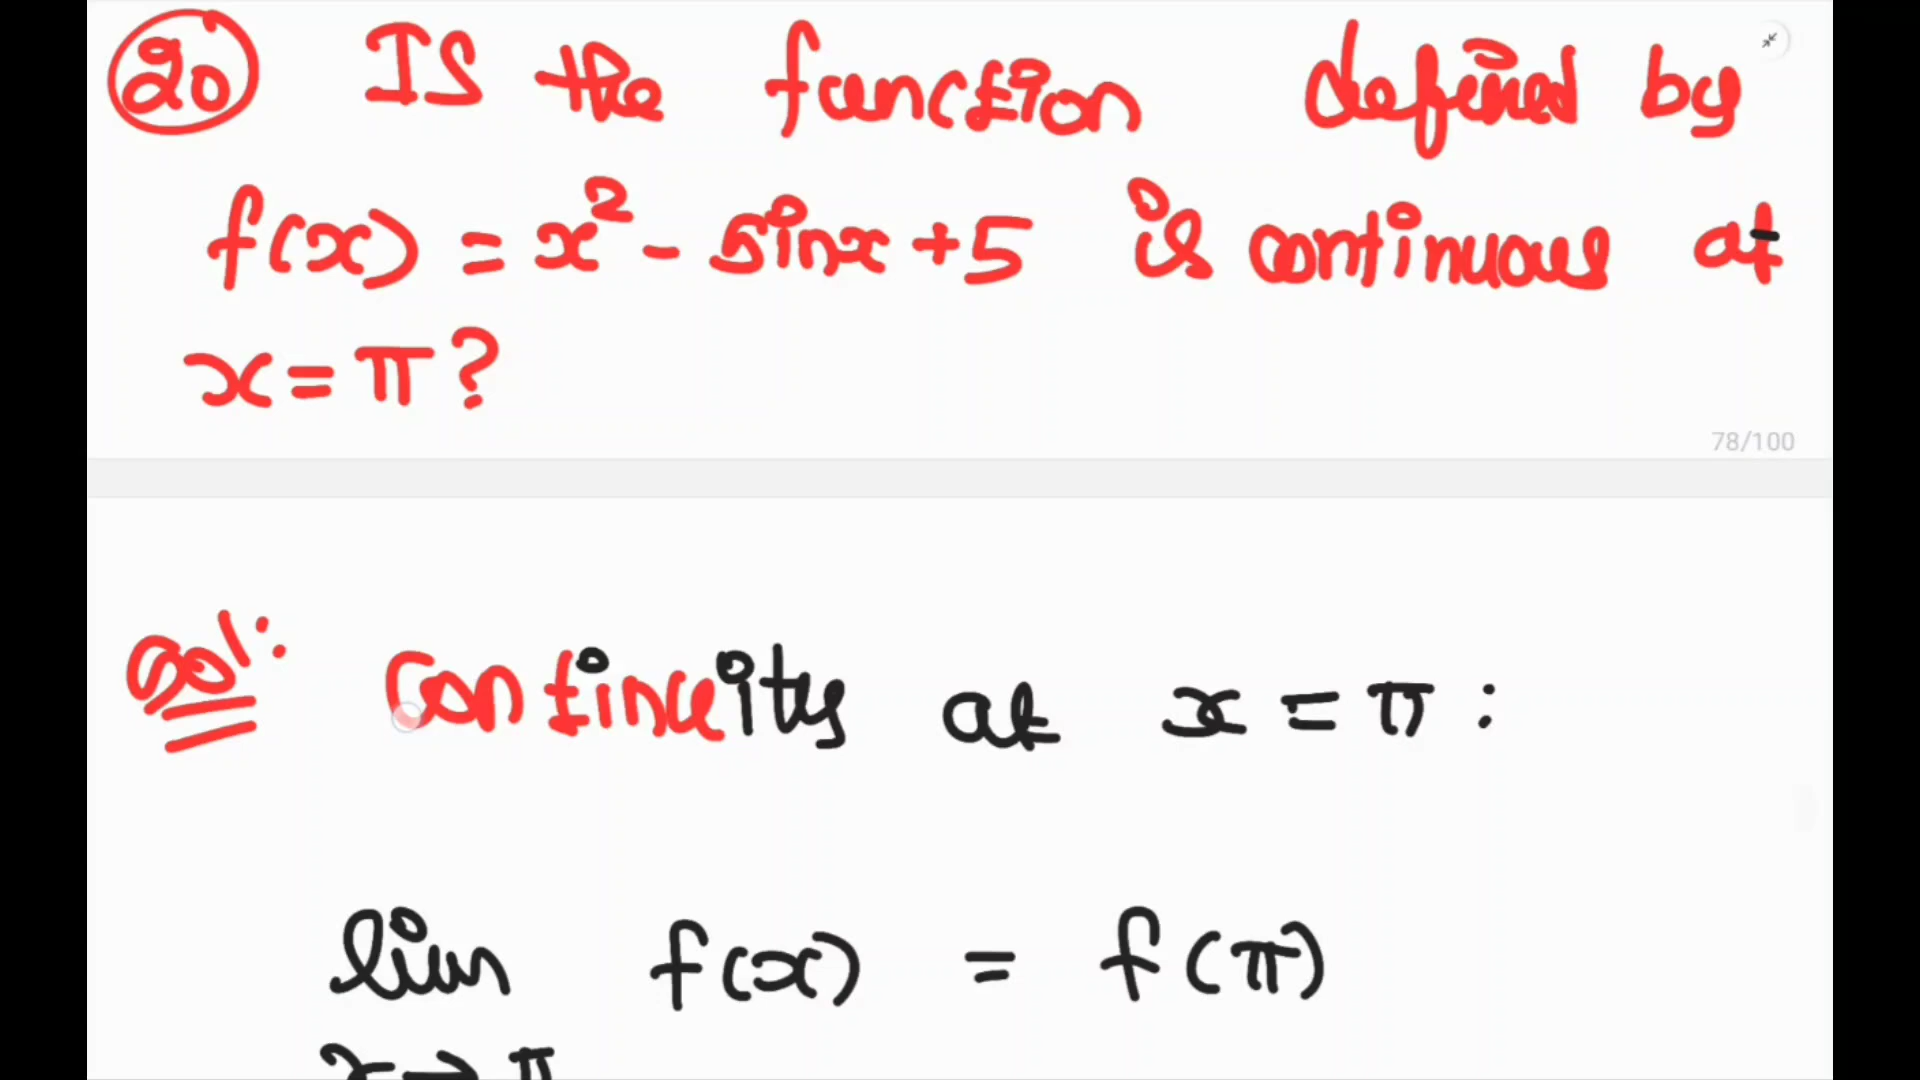 20 Is the function defined by
f(x) = x² - sinx + 5 is continuous at
x = π ?
78/100
Sol: Continuity at x = π :
lim f(x) = f(π)
x → π